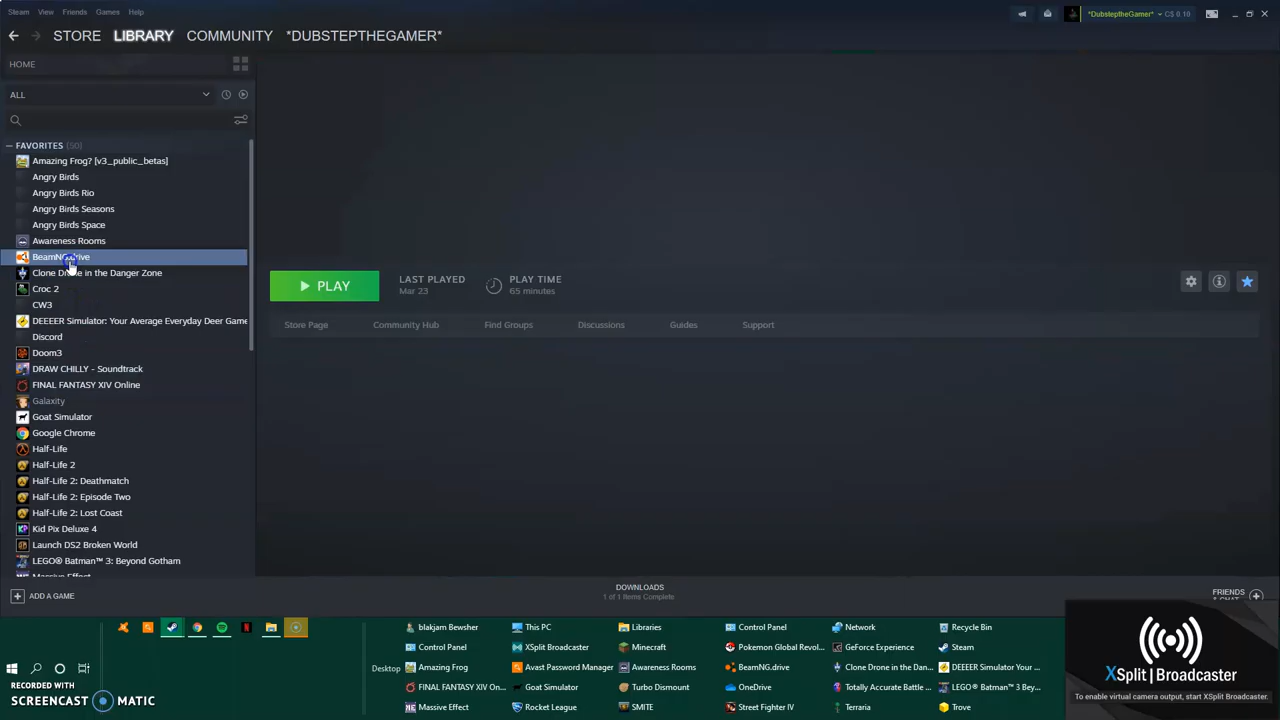 Steam View Friends Games Help
*DubsteptheGamer* C$ 0.16
STORE LIBRARY COMMUNITY *DUBSTEPTHEGAMER*
HOME
ALL
FAVORITES (50)
Amazing Frog? [v3_public_betas]
Angry Birds
Angry Birds Rio
Angry Birds Seasons
Angry Birds Space
Awareness Rooms
BeamNG.drive
Clone Drone in the Danger Zone
Croc 2
CW3
DEEEER Simulator: Your Average Everyday Deer Game
Discord
Doom3
DRAW CHILLY - Soundtrack
FINAL FANTASY XIV Online
Galaxity
Goat Simulator
Google Chrome
Half-Life
Half-Life 2
Half-Life 2: Deathmatch
Half-Life 2: Episode Two
Half-Life 2: Lost Coast
Kid Pix Deluxe 4
Launch DS2 Broken World
LEGO® Batman™ 3: Beyond Gotham
Massive Effect
PLAY
LAST PLAYED
Mar 23
PLAY TIME
65 minutes
Store Page Community Hub Find Groups Discussions Guides Support
ADD A GAME
DOWNLOADS
1 of 1 Items Complete
FRIENDS
& CHAT
blakjam Bewsher This PC Libraries Control Panel Network Recycle Bin
Control Panel XSplit Broadcaster Minecraft Pokemon Global Revol... GeForce Experience Steam
Desktop Amazing Frog Avast Password Manager Awareness Rooms BeamNG.drive Clone Drone in the Dan... DEEEER Simulator Your ...
FINAL FANTASY XIV On... Goat Simulator Turbo Dismount OneDrive Totally Accurate Battle ... LEGO® Batman™ 3 Bey...
Massive Effect Rocket League SMITE Street Fighter IV Terraria Trove
RECORDED WITH
SCREENCAST MATIC
XSplit | Broadcaster
To enable virtual camera output, start XSplit Broadcaster.